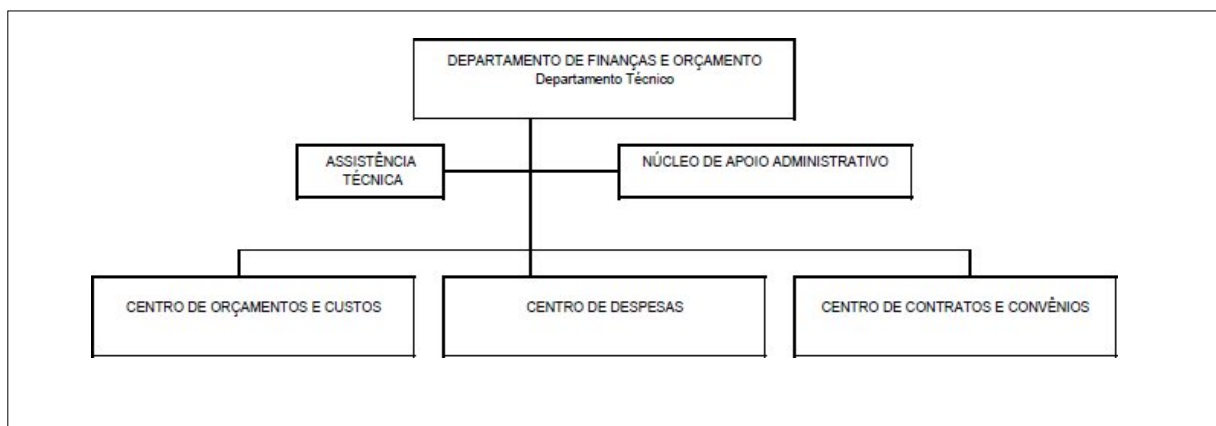 DEPARTAMENTO DE FINANÇAS E ORÇAMENTO
Departamento Técnico
ASSISTÊNCIA
TÉCNICA
NÚCLEO DE APOIO ADMINISTRATIVO
CENTRO DE ORÇAMENTOS E CUSTOS
CENTRO DE DESPESAS
CENTRO DE CONTRATOS E CONVÊNIOS